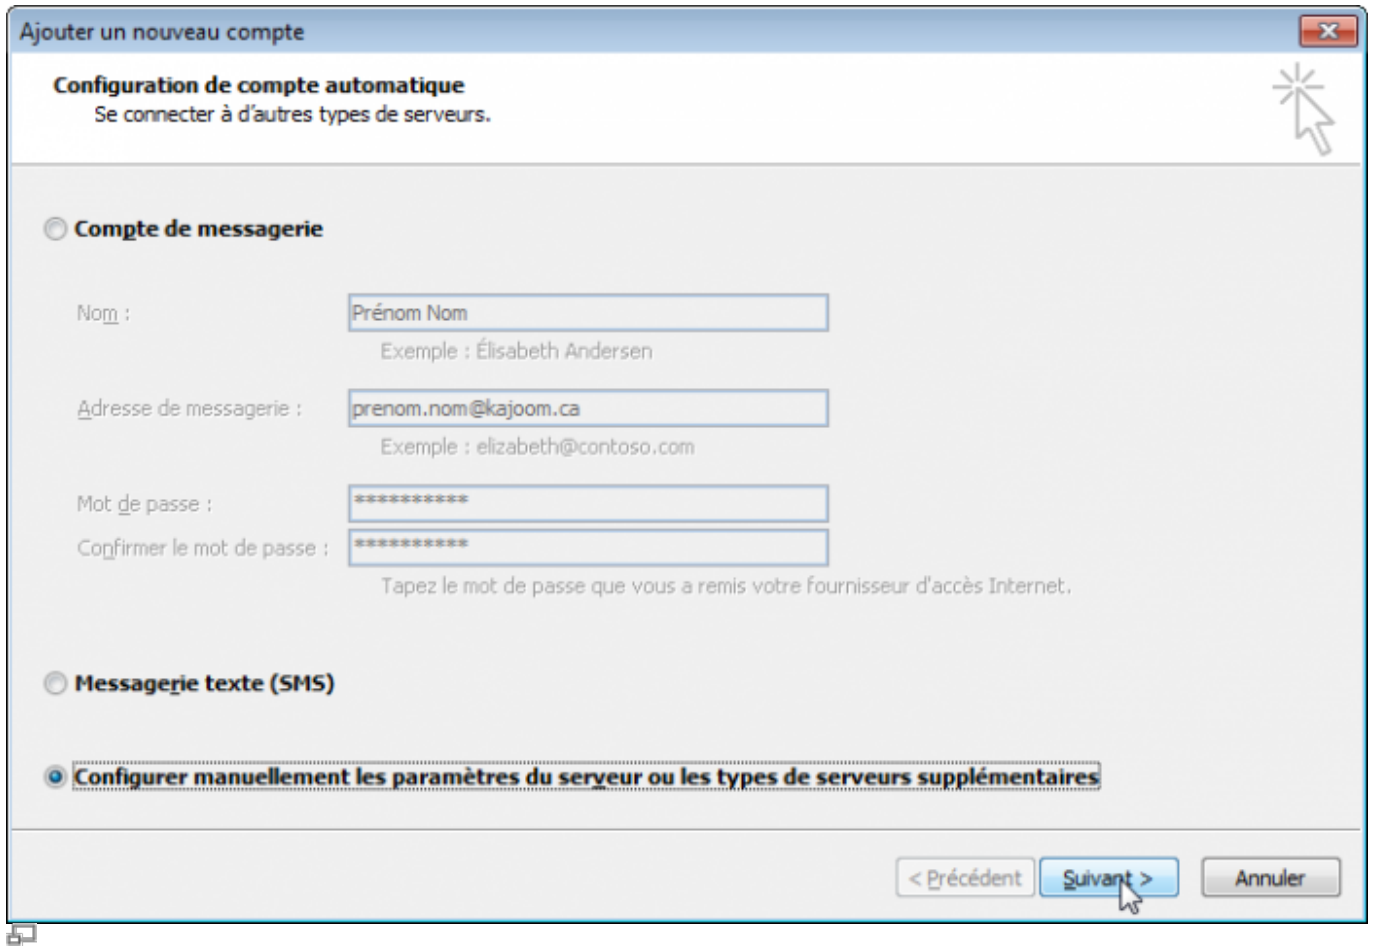 Ajouter un nouveau compte
Configuration de compte automatique
Se connecter à d'autres types de serveurs.
Compte de messagerie
Nom :
Prénom Nom
Exemple : Élisabeth Andersen
Adresse de messagerie :
prenom.nom@kajoom.ca
Exemple : elizabeth@contoso.com
Mot de passe :
**********
Confirmer le mot de passe :
**********
Tapez le mot de passe que vous a remis votre fournisseur d'accès Internet.
Messagerie texte (SMS)
Configurer manuellement les paramètres du serveur ou les types de serveurs supplémentaires
< Précédent Suivant > Annuler